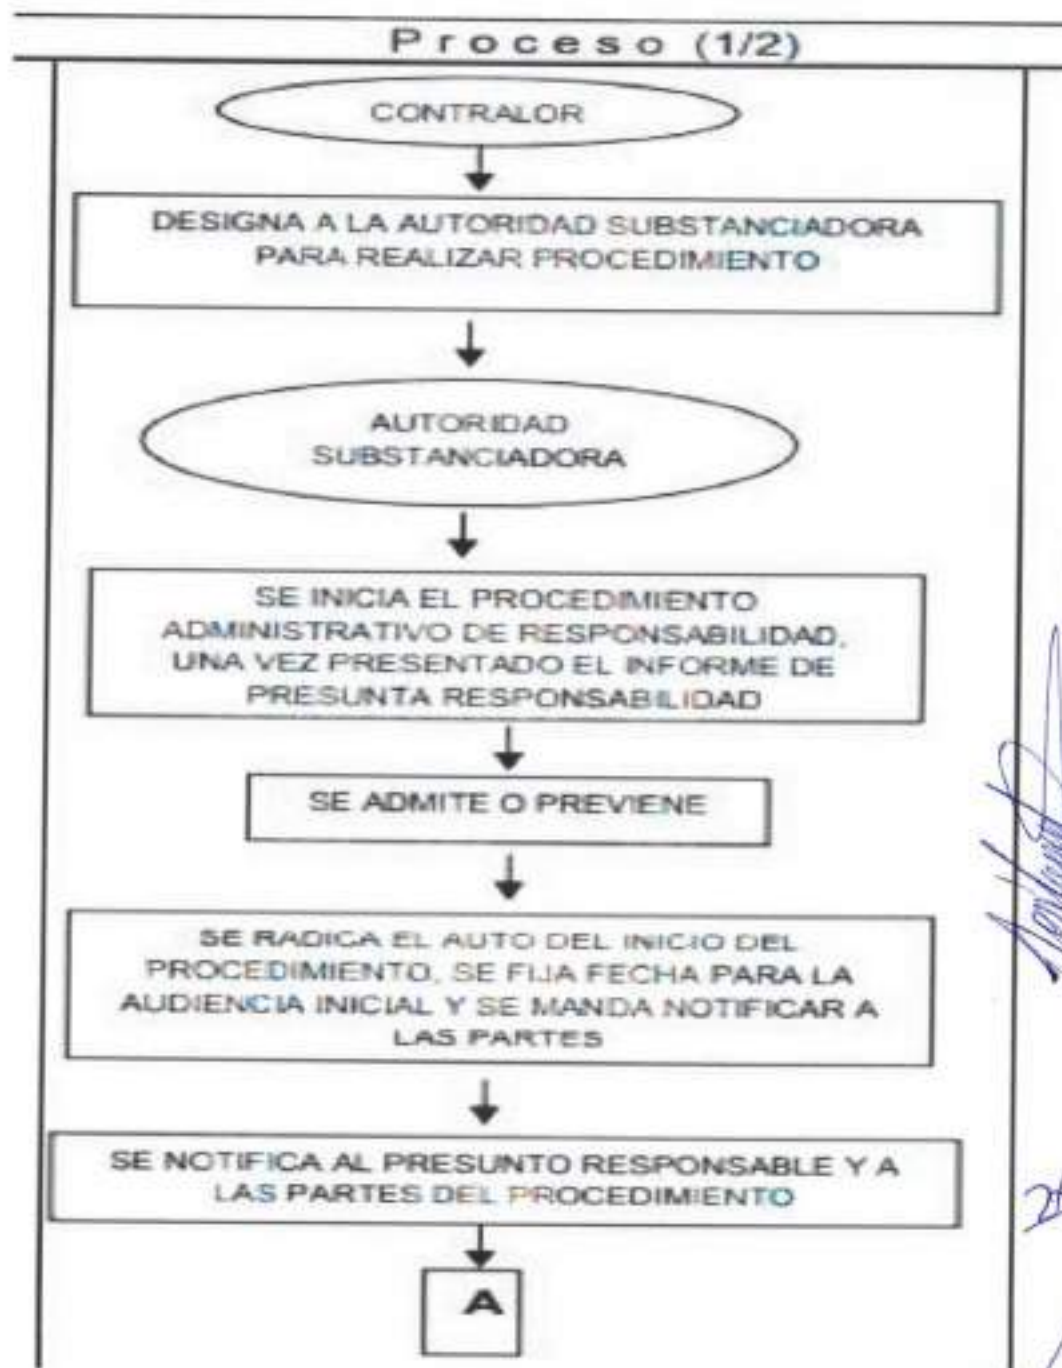 Proceso (1/2)
CONTRALOR
DESIGNA A LA AUTORIDAD SUBSTANCIADORA
PARA REALIZAR PROCEDIMIENTO
AUTORIDAD
SUBSTANCIADORA
SE INICIA EL PROCEDIMIENTO
ADMINISTRATIVO DE RESPONSABILIDAD,
UNA VEZ PRESENTADO EL INFORME DE
PRESUNTA RESPONSABILIDAD
SE ADMITE O PREVIENE
SE RADICA EL AUTO DEL INICIO DEL
PROCEDIMIENTO, SE FIJA FECHA PARA LA
AUDIENCIA INICIAL Y SE MANDA NOTIFICAR A
LAS PARTES
SE NOTIFICA AL PRESUNTO RESPONSABLE Y A
LAS PARTES DEL PROCEDIMIENTO
A